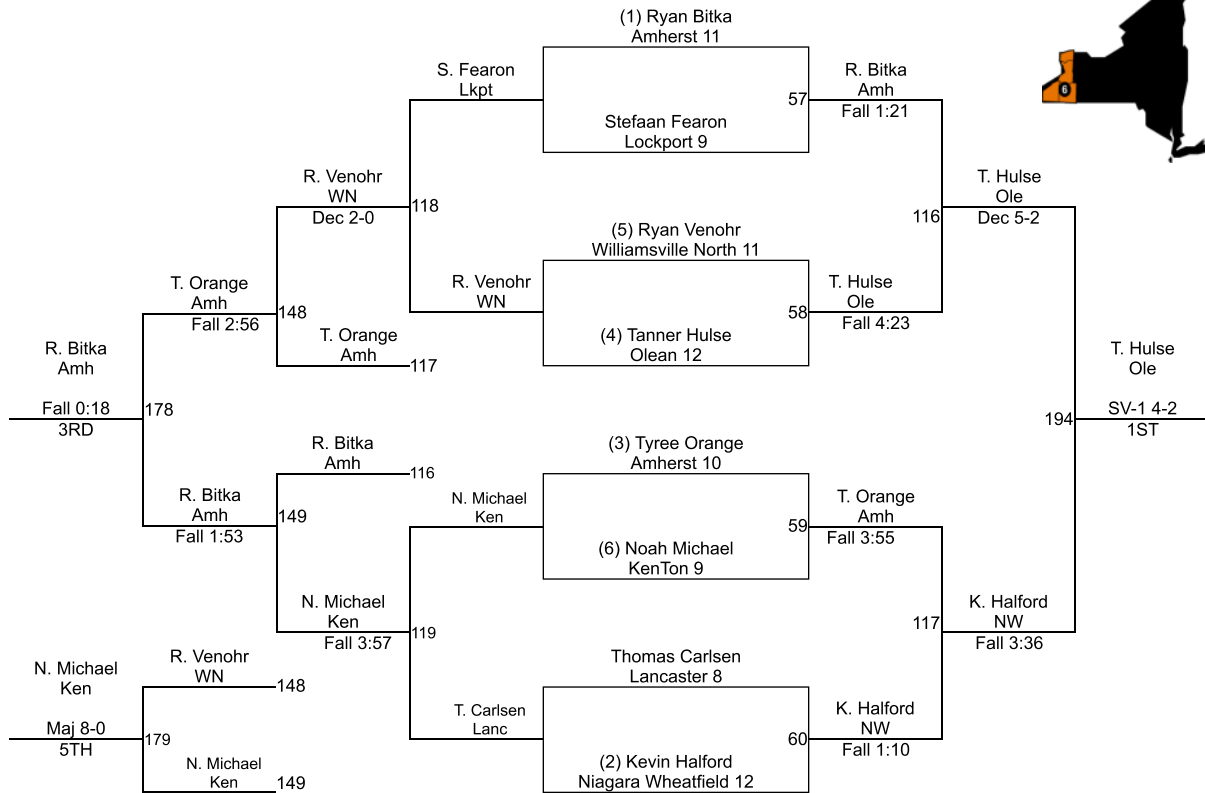 (1) Ryan Bitka
Amherst 11
S. Fearon
Lkpt
R. Bitka
Amh
57
Fall 1:21
6
Stefaan Fearon
Lockport 9
R. Venohr
WN
Dec 2-0
118
T. Hulse
Ole
Dec 5-2
116
(5) Ryan Venohr
Williamsville North 11
T. Orange
Amh
Fall 2:56
148
R. Venohr
WN
T. Hulse
Ole
58
Fall 4:23
T. Orange
Amh
117
(4) Tanner Hulse
Olean 12
R. Bitka
Amh
Fall 0:18
3RD
178
T. Hulse
Ole
194
SV-1 4-2
1ST
R. Bitka
Amh
116
(3) Tyree Orange
Amherst 10
R. Bitka
Amh
Fall 1:53
149
N. Michael
Ken
T. Orange
Amh
59
Fall 3:55
(6) Noah Michael
KenTon 9
N. Michael
Ken
Fall 3:57
119
K. Halford
NW
Fall 3:36
117
Thomas Carlsen
Lancaster 8
N. Michael
Ken
R. Venohr
WN
148
Maj 8-0
5TH
179
T. Carlsen
Lanc
K. Halford
NW
60
Fall 1:10
N. Michael
Ken
149
(2) Kevin Halford
Niagara Wheatfield 12